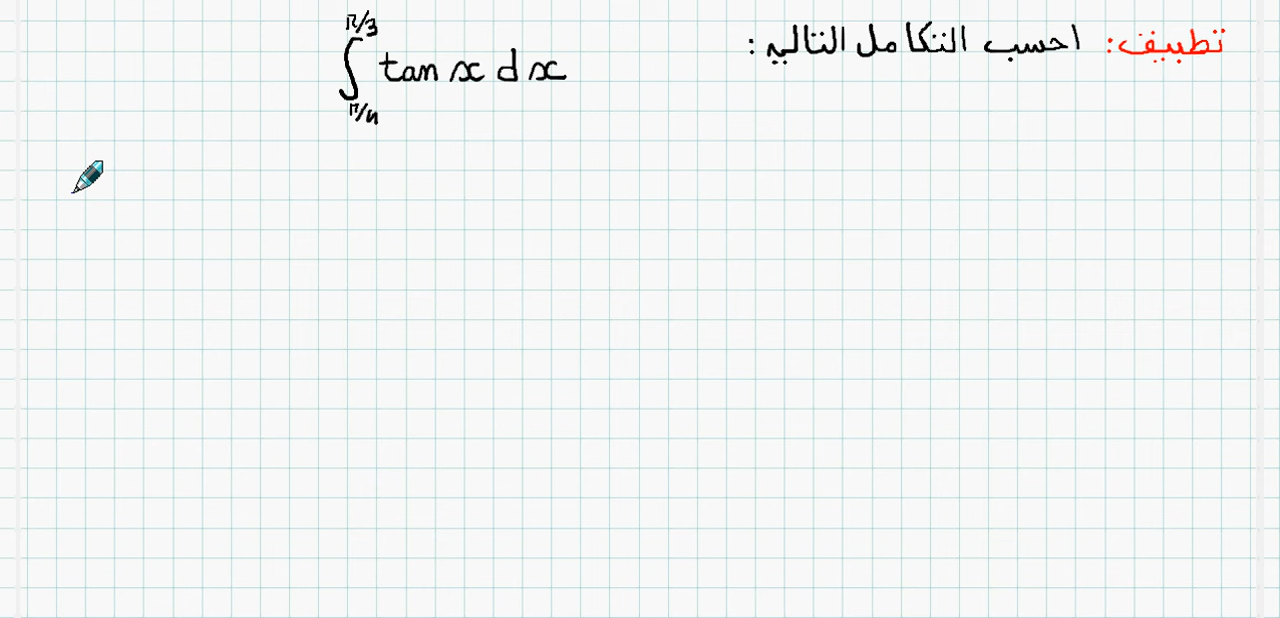 تطبيق: احسب التكامل التالي :
∫_{π/4}^{π/3} tan x dx